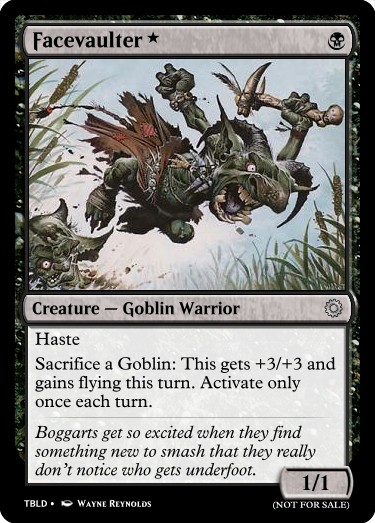 Facevaulter ★
Creature — Goblin Warrior
Haste
Sacrifice a Goblin: This gets +3/+3 and
gains flying this turn. Activate only
once each turn.
Boggarts get so excited when they find
something new to smash that they really
don't notice who gets underfoot.
1/1
TBLD • Wayne Reynolds
(NOT FOR SALE)